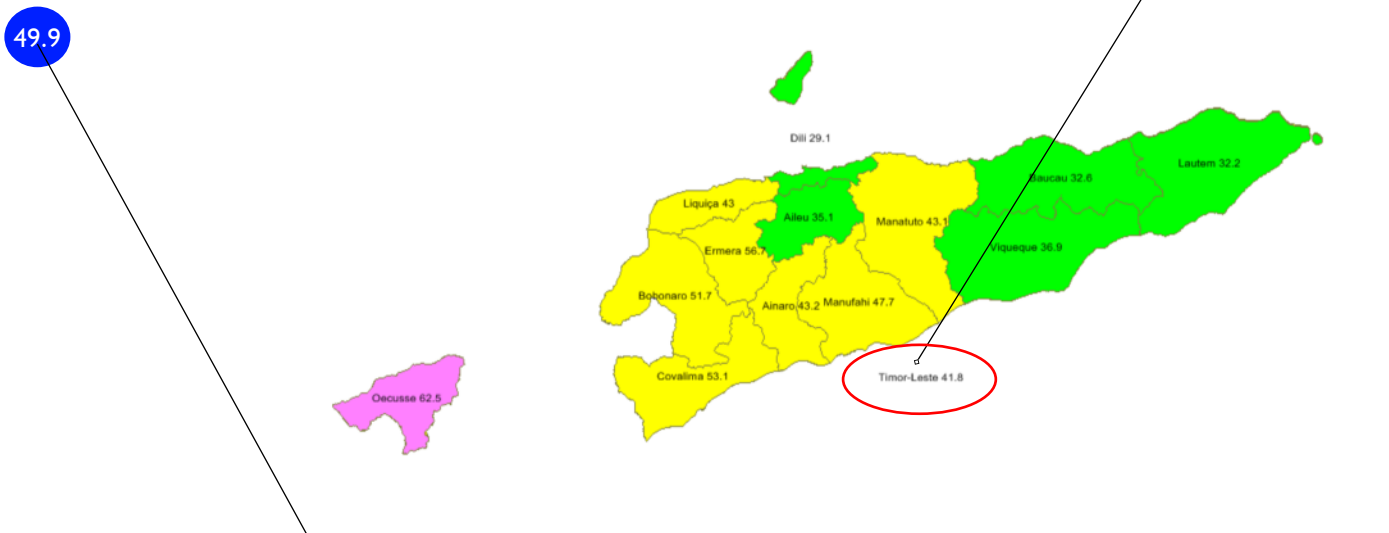 49.9
Dili 29.1
Lautem 32.2
Baucau 32.6
Liquiça 43
Aileu 35.1
Manatuto 43.1
Ermera 56.7
Viqueque 36.9
Bobonaro 51.7
Ainaro 43.2
Manufahi 47.7
Covalima 53.1
Timor-Leste 41.8
Oecusse 62.5